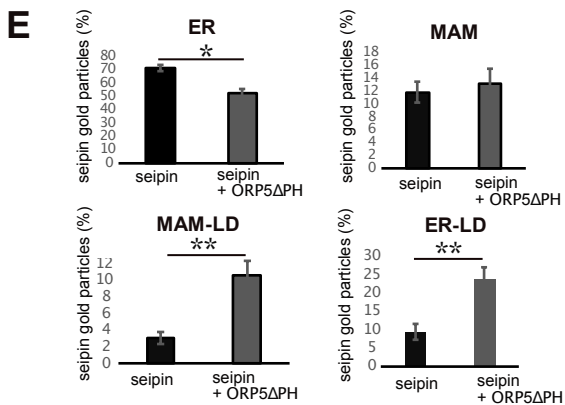 E
ER
seipin gold particles (%)
80
70
60
50
40
30
20
10
0
*
seipin
seipin
+ ORP5ΔPH
MAM
seipin gold particles (%)
18
16
14
12
10
8
6
4
2
0
seipin
seipin
+ ORP5ΔPH
MAM-LD
seipin gold particles (%)
12
10
8
6
4
2
0
**
seipin
seipin
+ ORP5ΔPH
ER-LD
seipin gold particles (%)
30
25
20
15
10
5
0
**
seipin
seipin
+ ORP5ΔPH